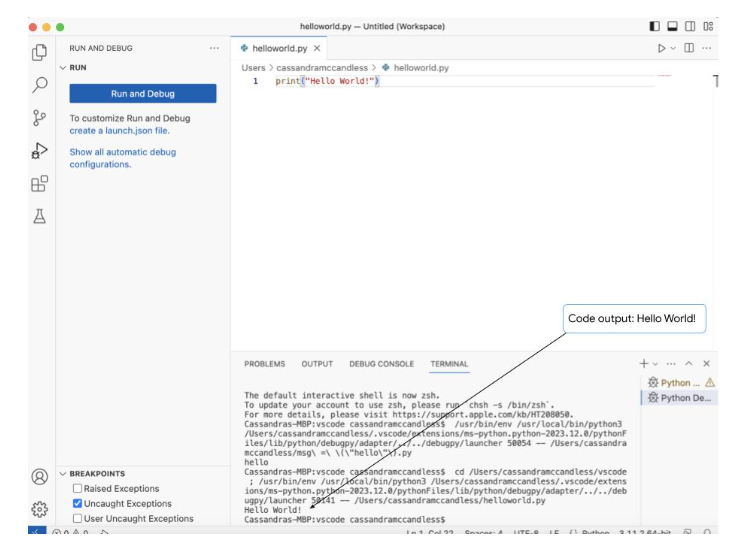 helloworld.py — Untitled (Workspace)
RUN AND DEBUG
RUN
Run and Debug
To customize Run and Debug
create a launch.json file.
Show all automatic debug
configurations.
helloworld.py
Users > cassandramccandless > helloworld.py
1 print("Hello World!")
Code output: Hello World!
PROBLEMS OUTPUT DEBUG CONSOLE TERMINAL
Python ...
Python De...
The default interactive shell is now zsh.
To update your account to use zsh, please run `chsh -s /bin/zsh`.
For more details, please visit https://support.apple.com/kb/HT208050.
Cassandras-MBP:vscode cassandramccandless$ /usr/bin/env /usr/local/bin/python3
/Users/cassandramccandless/.vscode/extensions/ms-python.python-2023.12.0/pythonF
iles/lib/python/debugpy/adapter/../../debugpy/launcher 50054 -- /Users/cassandra
mccandless/msg\ =\ \(\"hello\"\).py
hello
Cassandras-MBP:vscode cassandramccandless$ cd /Users/cassandramccandless/vscode
; /usr/bin/env /usr/local/bin/python3 /Users/cassandramccandless/.vscode/extens
ions/ms-python.python-2023.12.0/pythonFiles/lib/python/debugpy/adapter/../../deb
ugpy/launcher 50141 -- /Users/cassandramccandless/helloworld.py
Hello World!
Cassandras-MBP:vscode cassandramccandless$
BREAKPOINTS
Raised Exceptions
Uncaught Exceptions
User Uncaught Exceptions
0 0
Ln 1, Col 22 Spaces: 4 UTF-8 LF {} Python 3.11.2 64-bit